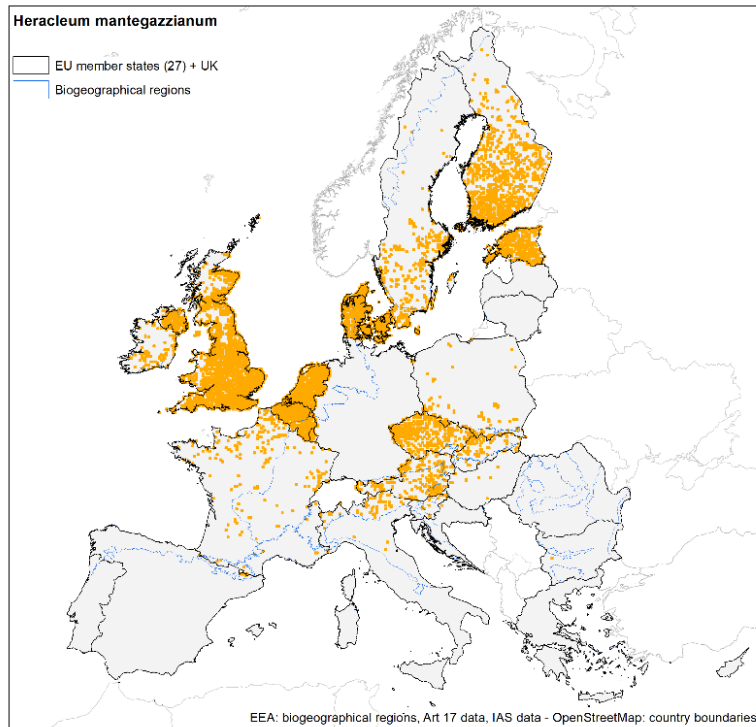 Heracleum mantegazzianum
EU member states (27) + UK
Biogeographical regions
EEA: biogeographical regions, Art 17 data, IAS data - OpenStreetMap: country boundaries